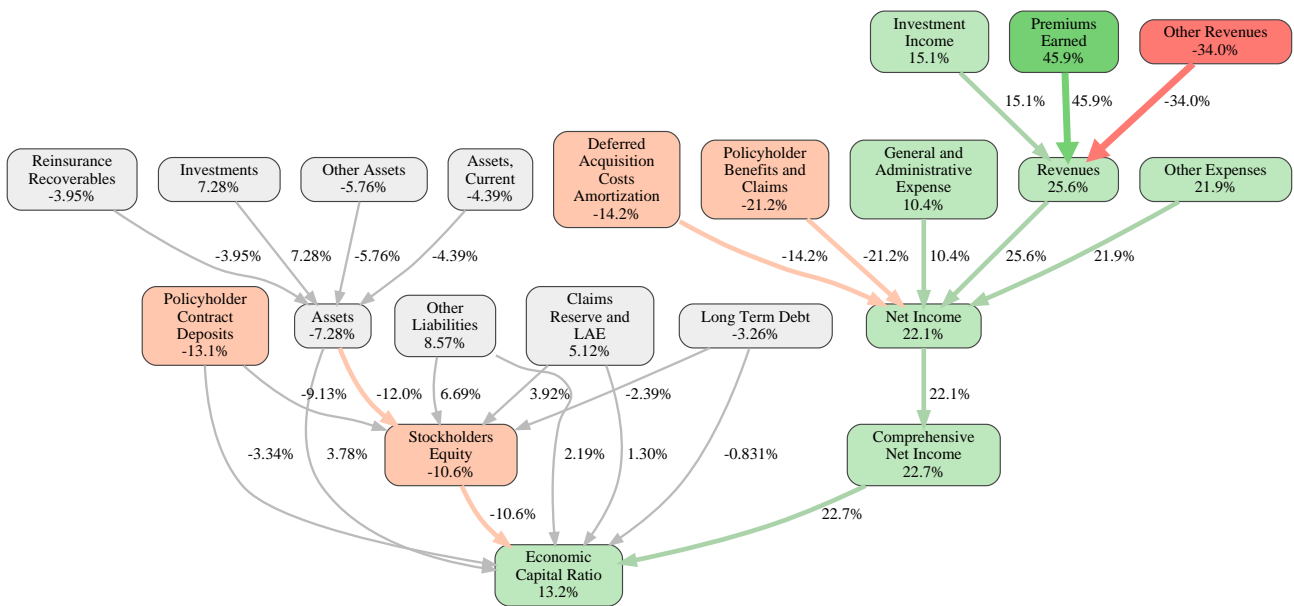 Investment
Income
15.1%
Premiums
Earned
45.9%
Other Revenues
-34.0%
15.1%
45.9%
-34.0%
Reinsurance
Recoverables
-3.95%
Investments
7.28%
Other Assets
-5.76%
Assets,
Current
-4.39%
Deferred
Acquisition
Costs
Amortization
-14.2%
Policyholder
Benefits and
Claims
-21.2%
General and
Administrative
Expense
10.4%
Revenues
25.6%
Other Expenses
21.9%
-3.95%
7.28%
-5.76%
-4.39%
-14.2%
-21.2%
10.4%
25.6%
21.9%
Policyholder
Contract
Deposits
-13.1%
Assets
-7.28%
Other
Liabilities
8.57%
Claims
Reserve and
LAE
5.12%
Long Term Debt
-3.26%
Net Income
22.1%
-9.13%
-12.0%
6.69%
3.92%
-2.39%
22.1%
Stockholders
Equity
-10.6%
Comprehensive
Net Income
22.7%
-3.34%
3.78%
2.19%
1.30%
-0.831%
-10.6%
22.7%
Economic
Capital Ratio
13.2%